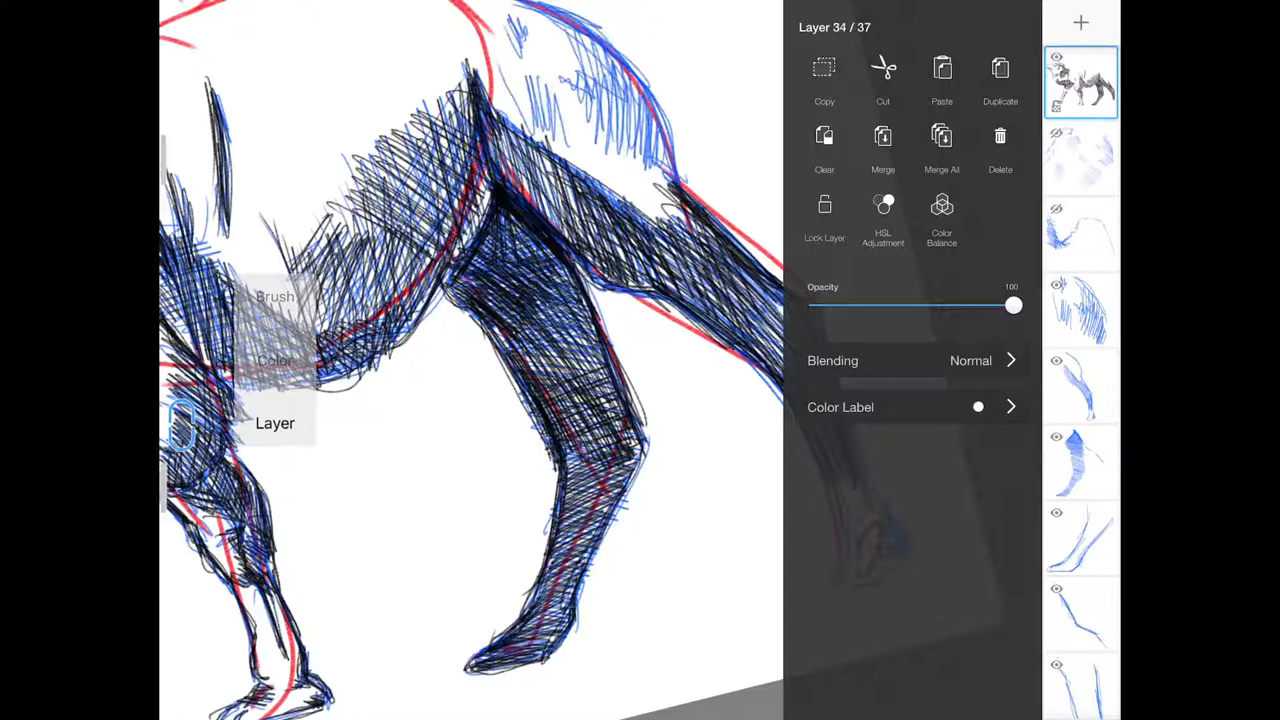 Layer 34 / 37
Copy Cut Paste Duplicate
Clear Merge Merge All Delete
Lock Layer HSL Adjustment Color Balance
Opacity 100
Brush
Color
Blending Normal
Color Label
Layer